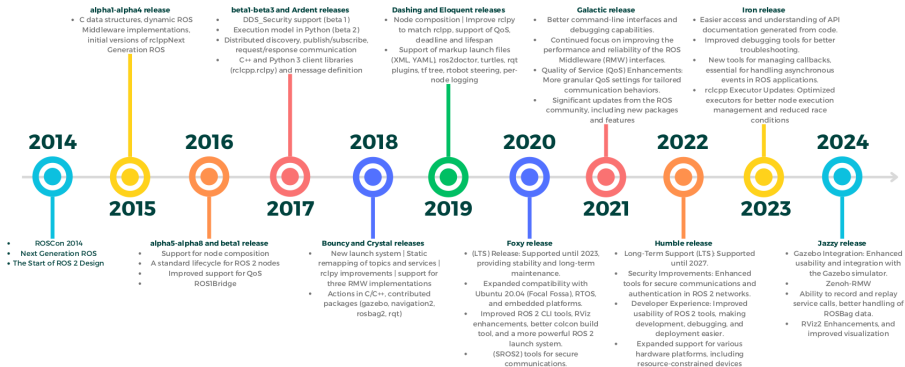 alpha1-alpha4 release
• C data structures, dynamic ROS
Middleware implementations,
initial versions of rclppNext
Generation ROS
beta1-beta3 and Ardent releases
• DDS_Security support (beta 1)
• Execution model in Python (beta 2)
• Distributed discovery, publish/subscribe,
request/response communication
• C++ and Python 3 client libraries
(rclcpp,rclpy) and message definition
Dashing and Eloquent releases
• Node composition | Improve rclpy
to match rclcpp, support of QoS,
deadline and lifespan
• Support of markup launch files
(XML, YAML), ros2doctor, turtles, rqt
plugins, tf tree, rtobot steering, per-
node logging
Galactic release
• Better command-line interfaces and
debugging capabilities.
• Continued focus on improving the
performance and reliability of the ROS
Middleware (RMW) interfaces.
• Quality of Service (QoS) Enhancements:
More granular QoS settings for tailored
communication behaviors.
• Significant updates from the ROS
community, including new packages
and features
Iron release
• Easier access and understanding of API
documentation generated from code.
• Improved debugging tools for better
troubleshooting.
• New tools for managing callbacks,
essential for handling asynchronous
events in ROS applications.
• rclcpp Executor Updates: Optimized
executors for better node execution
management and reduced race
conditions
2014
2015
2016
2017
2018
2019
2020
2021
2022
2023
2024
• ROSCon 2014
• Next Generation ROS
• The Start of ROS 2 Design
alpha5-alpha8 and beta1 release
• Support for node composition
• A standard lifecycle for ROS 2 nodes
• Improved support for QoS
• ROS1Bridge
Bouncy and Crystal releases
• New launch system | Static
remapping of topics and services |
rclpy improvements | support for
three RMW implementations
• Actions in C/C++, contributed
packages (gazebo, navigation2,
rosbag2, rqt)
Foxy release
• (LTS ) Release: Supported until 2023,
providing stability and long-term
maintenance.
• Expanded compatibility with
Ubuntu 20.04 (Focal Fossa), RTOS,
and embedded platforms.
• Improved ROS 2 CLI tools, RViz
enhancements, better colcon build
tool, and a more powerful ROS 2
launch system.
• (SROS2) tools for secure
communications.
Humble release
• Long-Term Support (LTS ) Supported
until 2027.
• Security Improvements: Enhanced
tools for secure communications and
authentication in ROS 2 networks.
• Developer Experience: Improved
usability of ROS 2 tools, making
development, debugging, and
deployment easier.
• Expanded support for various
hardware platforms, including
resource-constrained devices
Jazzy release
• Gazebo Integration: Enhanced
usability and integration with
the Gazebo simulator.
• Zenoh-RMW
• Ability to record and replay
service calls, better handling of
ROSBag data.
• RViz2 Enhancements, and
improved visualization